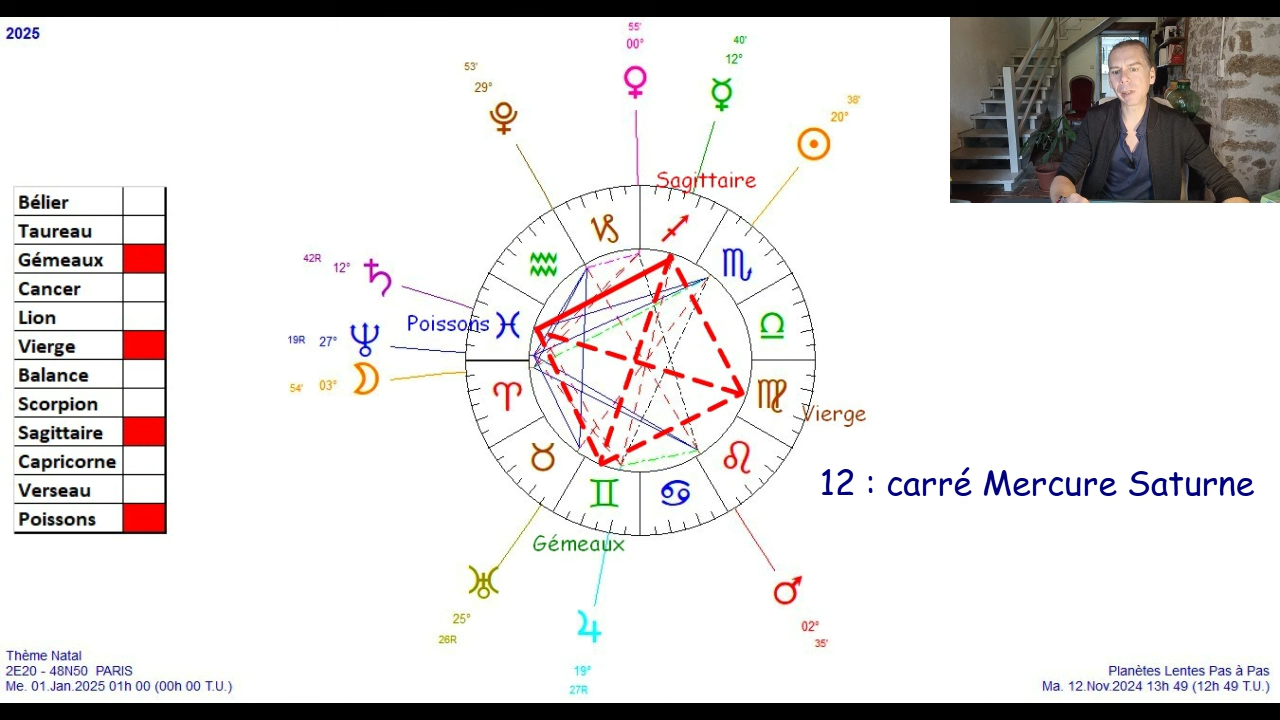 2025
55'
00°
40'
12°
53'
29°
38'
20°
Sagittaire
Bélier
Taureau
Gémeaux
Cancer
Lion
Vierge
Balance
Scorpion
Sagittaire
Capricorne
Verseau
Poissons
42R 12°
Poissons
19R 27°
54' 03°
Vierge
12 : carré Mercure Saturne
Gémeaux
25°
26R
19°
27R
02°
35'
Thème Natal
2E20 - 48N50 PARIS
Me. 01.Jan.2025 01h 00 (00h 00 T.U.)
Planètes Lentes Pas à Pas
Ma. 12.Nov.2024 13h 49 (12h 49 T.U.)